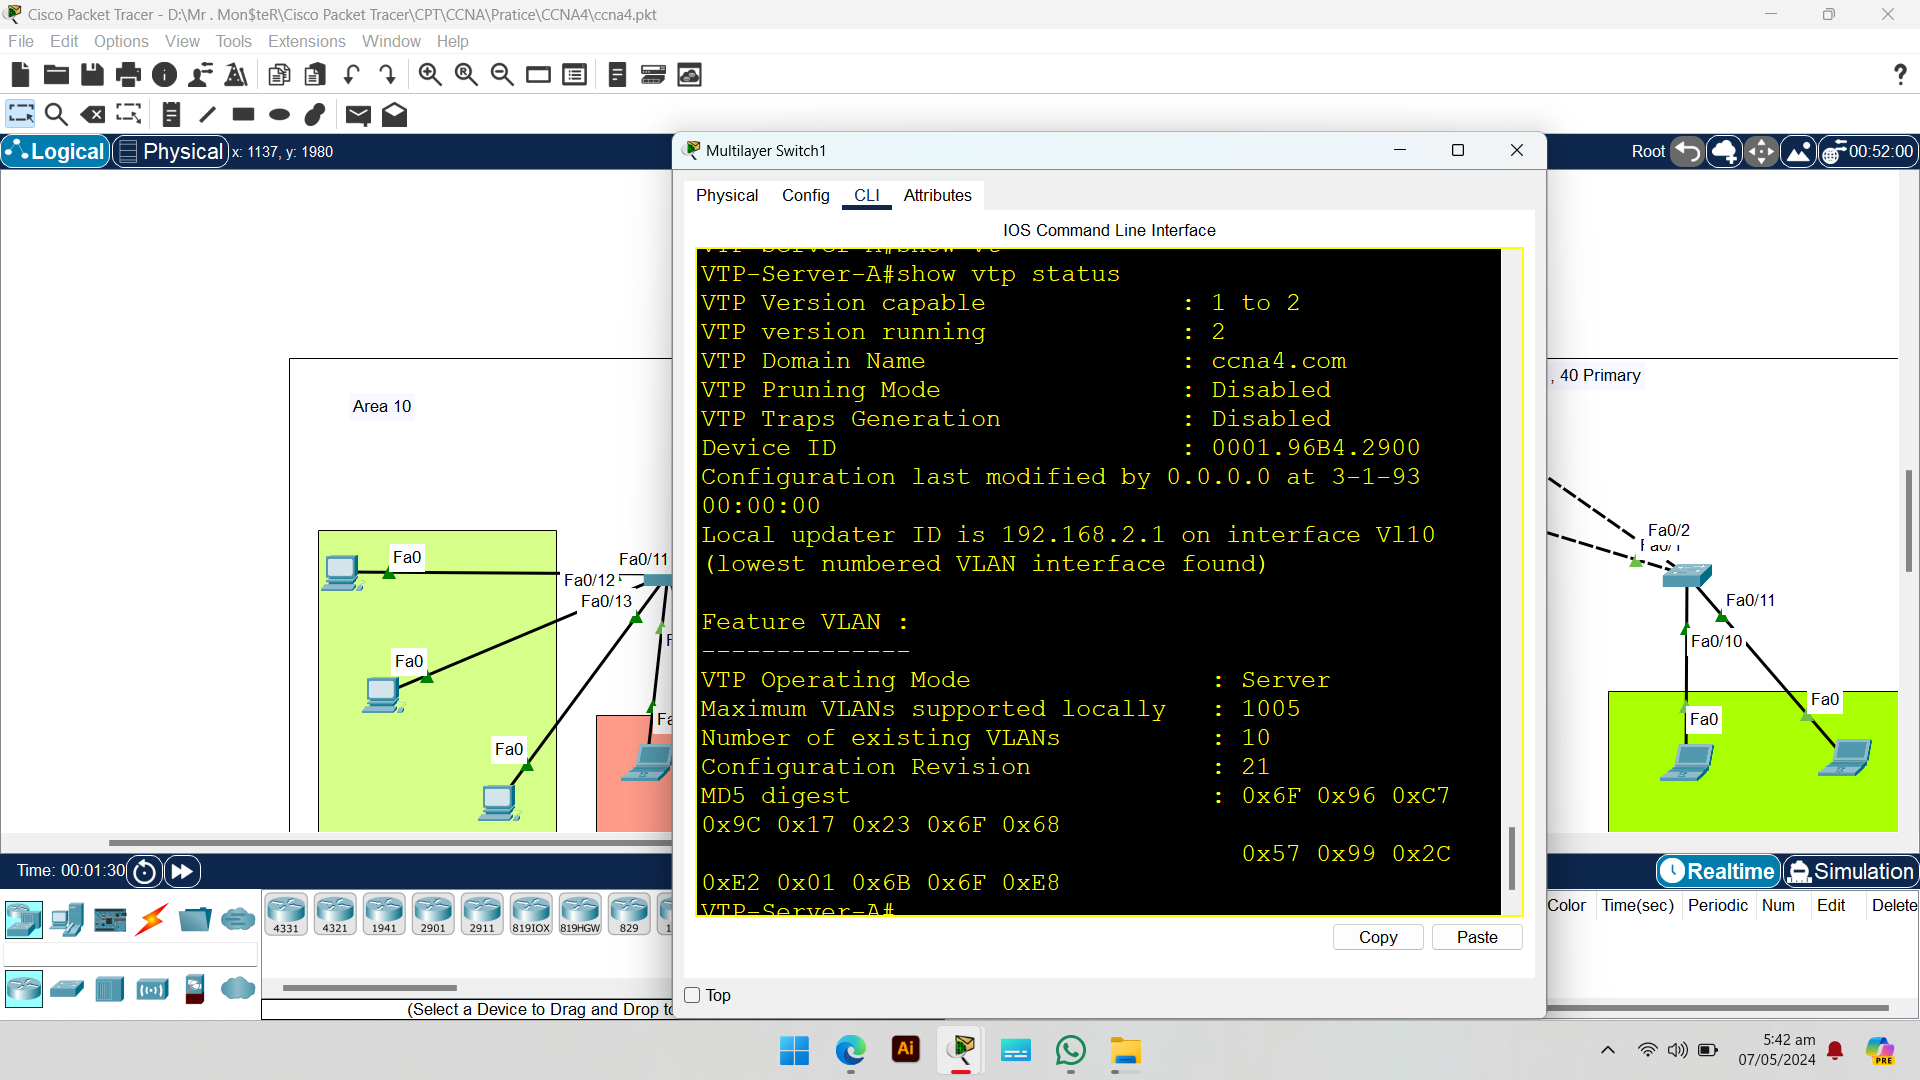 Cisco Packet Tracer - D:\Mr . Mon$teR\Cisco Packet Tracer\CPT\CCNA\Pratice\CCNA4\ccna4.pkt
File Edit Options View Tools Extensions Window Help
?
Logical Physical x: 1137, y: 1980
Root 00:52:00
Multilayer Switch1
Physical Config CLI Attributes
IOS Command Line Interface
VTP-Server-A#show vt
VTP-Server-A#show vtp status
VTP Version capable : 1 to 2
VTP version running : 2
VTP Domain Name : ccna4.com
VTP Pruning Mode : Disabled
VTP Traps Generation : Disabled
Device ID : 0001.96B4.2900
Configuration last modified by 0.0.0.0 at 3-1-93
00:00:00
Local updater ID is 192.168.2.1 on interface Vl10
(lowest numbered VLAN interface found)
Feature VLAN :
--------------
VTP Operating Mode : Server
Maximum VLANs supported locally : 1005
Number of existing VLANs : 10
Configuration Revision : 21
MD5 digest : 0x6F 0x96 0xC7
0x9C 0x17 0x23 0x6F 0x68
0x57 0x99 0x2C
0xE2 0x01 0x6B 0x6F 0xE8
VTP-Server-A#
Copy Paste
Top
Area 10
Fa0
Fa0/11
Fa0/12
Fa0/13
Fa0
Fa0
, 40 Primary
Fa0/2
Fa0/1
Fa0/11
Fa0/10
Fa0
Fa0
Time: 00:01:30
Realtime Simulation
4331 4321 1941 2901 2911 819IOX 819HGW 829
Color Time(sec) Periodic Num Edit Delete
(Select a Device to Drag and Drop to
Ai
PRE
5:42 am
07/05/2024